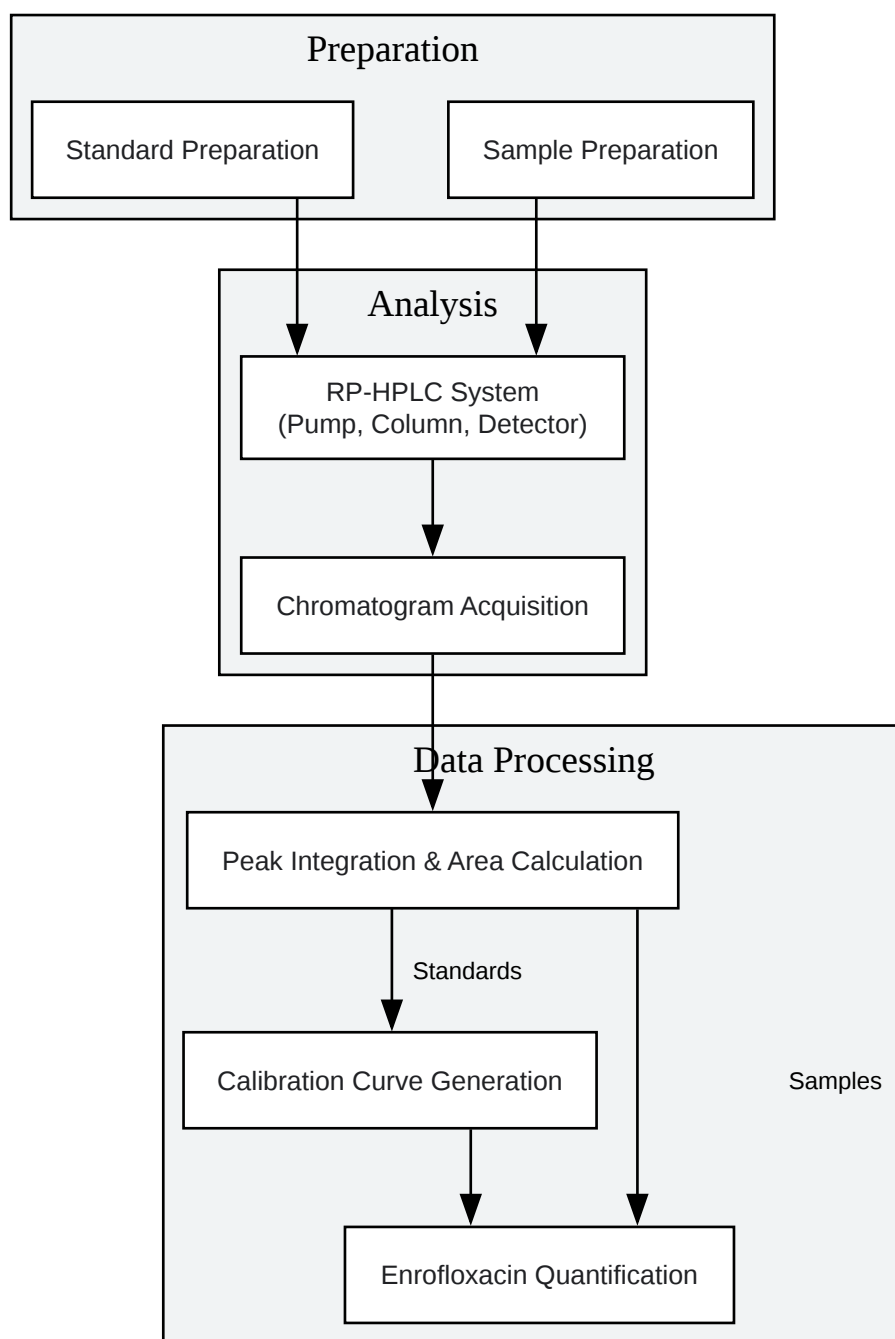 Preparation
Standard Preparation
Sample Preparation
Analysis
RP-HPLC System
(Pump, Column, Detector)
Chromatogram Acquisition
Data Processing
Peak Integration & Area Calculation
Standards
Calibration Curve Generation
Samples
Enrofloxacin Quantification